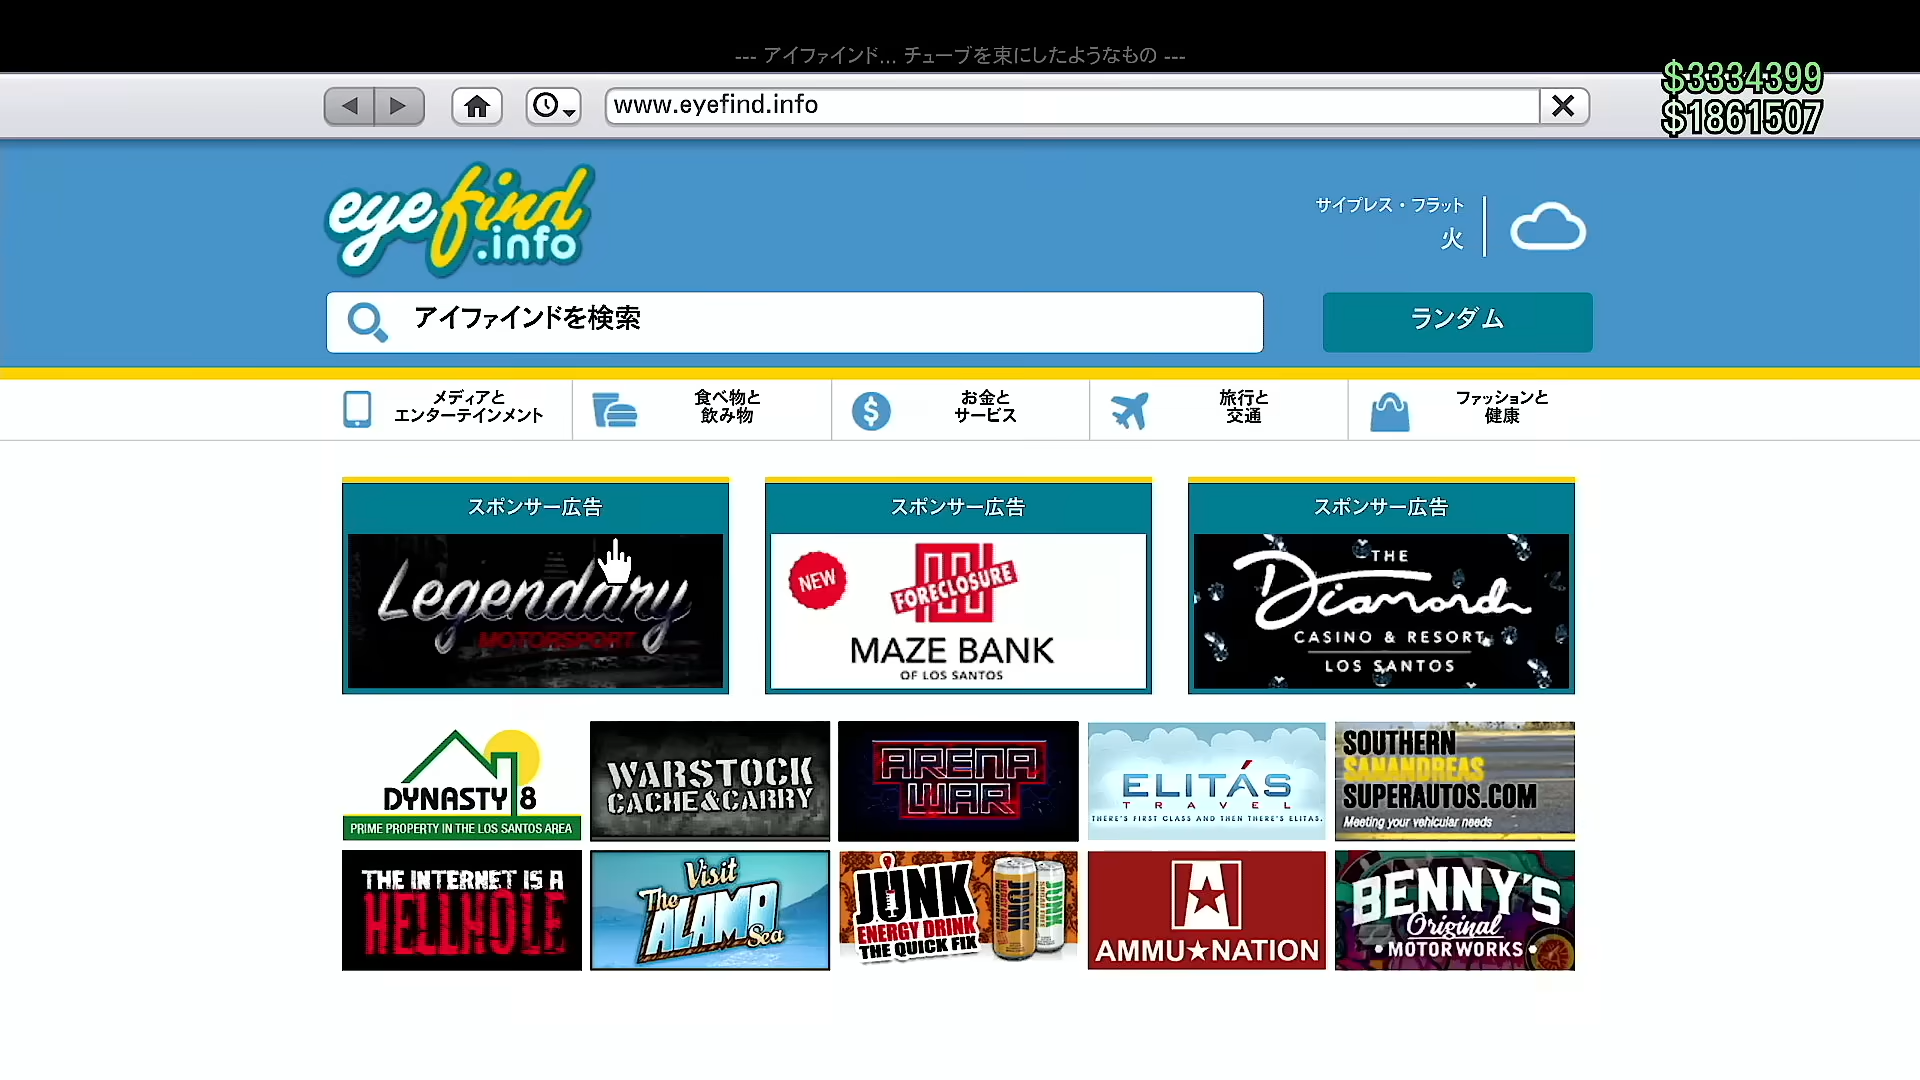 --- アイファインド... チューブを束にしたようなもの ---
$3334399
$1861507
www.eyefind.info
eyefind.info
サイプレス・フラット
火
アイファインドを検索
ランダム
メディアと
エンターテインメント
食べ物と
飲み物
お金と
サービス
旅行と
交通
ファッションと
健康
スポンサー広告
Legendary
MOTORSPORT
スポンサー広告
NEW
FORECLOSURE
MAZE BANK
OF LOS SANTOS
スポンサー広告
THE
Diamond
CASINO & RESORT
LOS SANTOS
DYNASTY 8
PRIME PROPERTY IN THE LOS SANTOS AREA
WARSTOCK
CACHE&CARRY
ARENA
WAR
ELITÁS
TRAVEL
THERE'S FIRST CLASS AND THEN THERE'S ELITAS.
SOUTHERN
SANANDREAS
SUPERAUTOS.COM
Meeting your vehicular needs
THE INTERNET IS A
HELLHOLE
Visit
The
ALAMO
Sea
JUNK
ENERGY DRINK
THE QUICK FIX
JUNK
AMMU★NATION
BENNY'S
Original
MOTOR WORKS